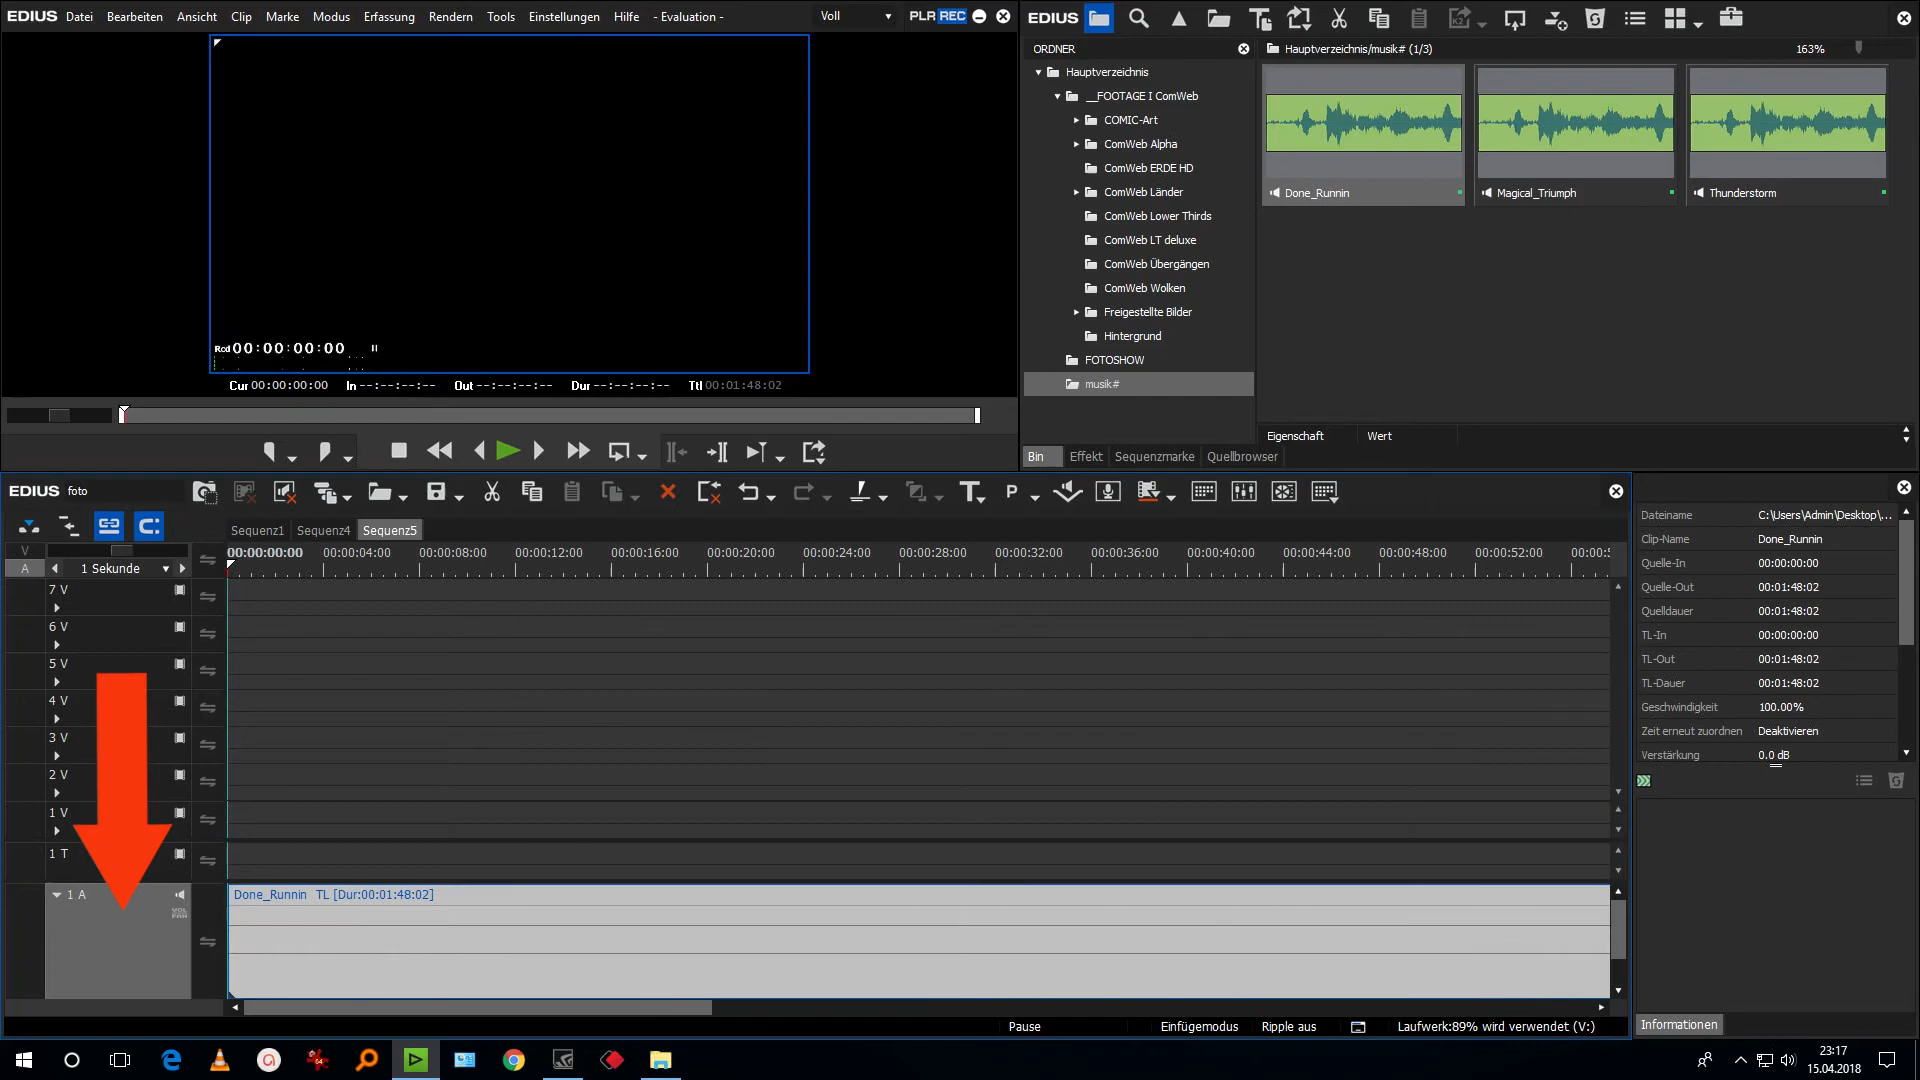 EDIUS Datei Bearbeiten Ansicht Clip Marke Modus Erfassung Rendern Tools Einstellungen Hilfe - Evaluation - Voll PLR REC
Rcd 00:00:00:00
Cur 00:00:00:00 In --:--:--:-- Out --:--:--:-- Dur --:--:--:-- Ttl 00:01:48:02
EDIUS
ORDNER
Hauptverzeichnis/musik# (1/3) 163%
Hauptverzeichnis
__FOOTAGE I ComWeb
COMIC-Art
ComWeb Alpha
ComWeb ERDE HD
ComWeb Länder
ComWeb Lower Thirds
ComWeb LT deluxe
ComWeb Übergängen
ComWeb Wolken
Freigestellte Bilder
Hintergrund
FOTOSHOW
musik#
Done_Runnin Magical_Triumph Thunderstorm
Eigenschaft Wert
Bin Effekt Sequenzmarke Quellbrowser
EDIUS foto
Sequenz1 Sequenz4 Sequenz5
V
A 1 Sekunde
00:00:00:00 00:00:04:00 00:00:08:00 00:00:12:00 00:00:16:00 00:00:20:00 00:00:24:00 00:00:28:00 00:00:32:00 00:00:36:00 00:00:40:00 00:00:44:00 00:00:48:00 00:00:52:00 00:00:5
7 V
6 V
5 V
4 V
3 V
2 V
1 V
1 T
1 A
VOL
PAN
Done_Runnin TL [Dur:00:01:48:02]
Pause Einfügemodus Ripple aus Laufwerk:89% wird verwendet (V:)
Dateiname C:\Users\Admin\Desktop\...
Clip-Name Done_Runnin
Quelle-In 00:00:00:00
Quelle-Out 00:01:48:02
Quelldauer 00:01:48:02
TL-In 00:00:00:00
TL-Out 00:01:48:02
TL-Dauer 00:01:48:02
Geschwindigkeit 100.00%
Zeit erneut zuordnen Deaktivieren
Verstärkung 0.0 dB
Informationen
23:17
15.04.2018